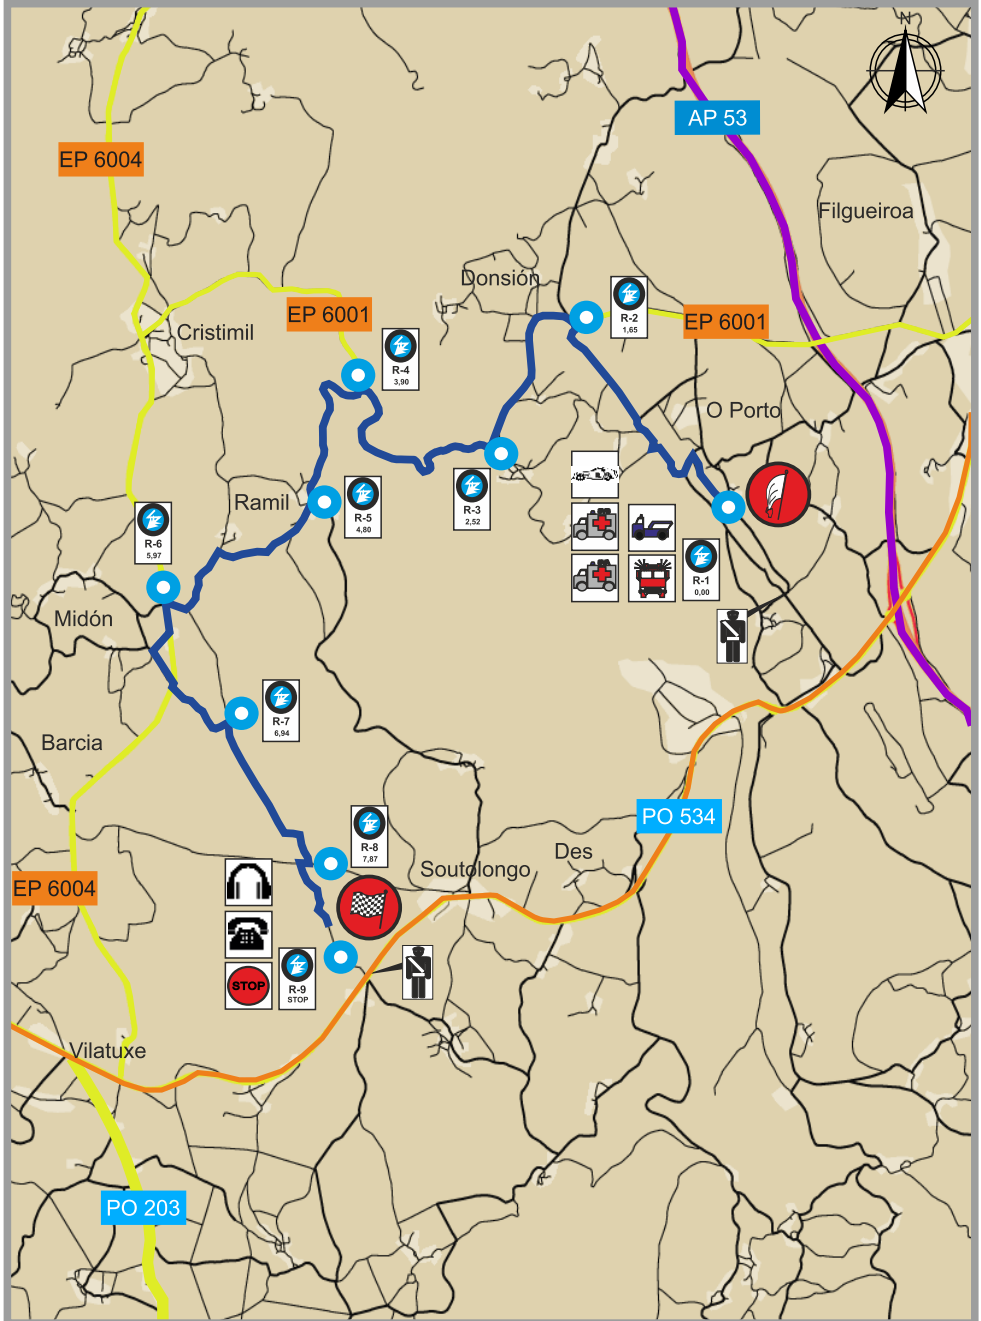 N
AP 53
EP 6004
Filgueiroa
Donsión
R-2
1,65
EP 6001
EP 6001
Cristimil
R-4
3,90
O Porto
R-3
2,52
Ramil
R-5
4,80
R-6
5,97
R-1
0,00
Midón
R-7
6,94
Barcia
PO 534
R-8
7,87
Des
Soutolongo
EP 6004
STOP
R-9
STOP
Vilatuxe
PO 203